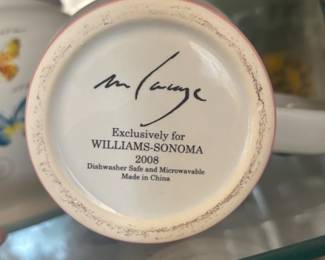 Exclusively for
WILLIAMS-SONOMA
2008
Dishwasher Safe and Microwavable
Made in China